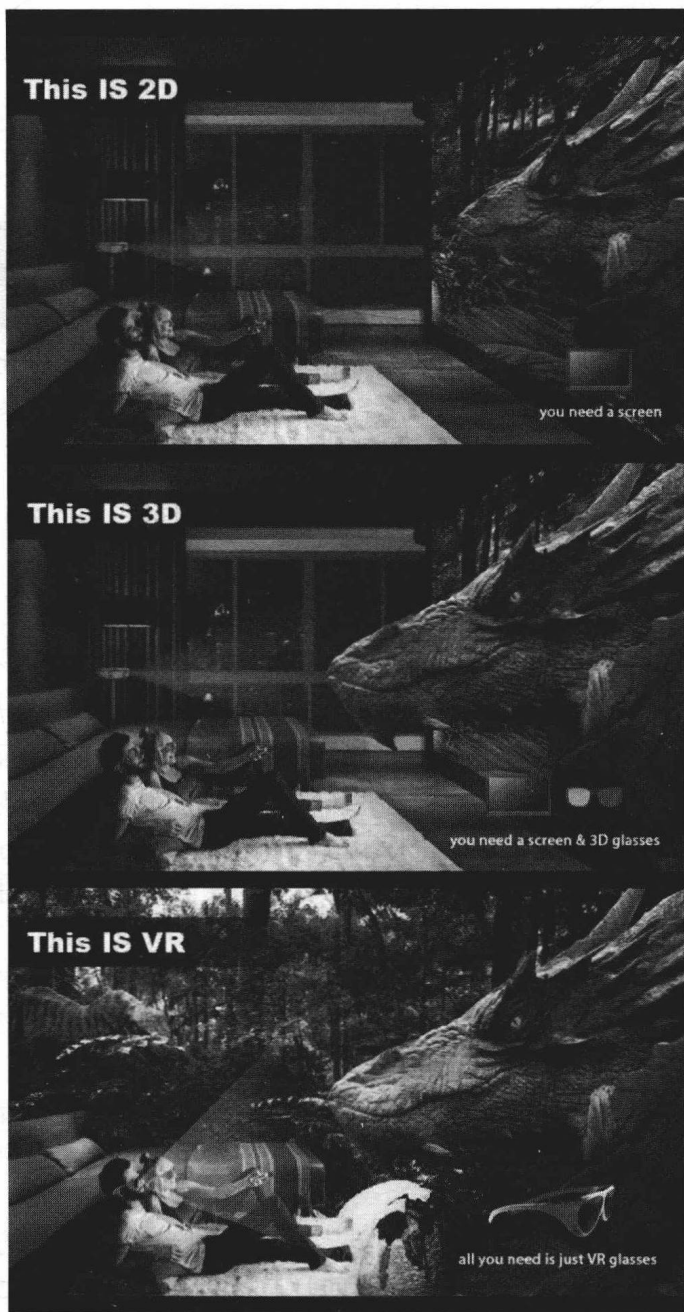 This IS 2D
you need a screen
This IS 3D
you need a screen & 3D glasses
This IS VR
all you need is just VR glasses